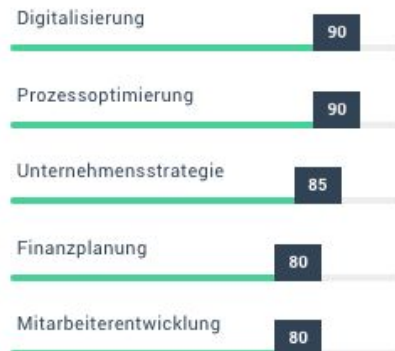 Digitalisierung
90
Prozessoptimierung
90
Unternehmensstrategie
85
Finanzplanung
80
Mitarbeiterentwicklung
80